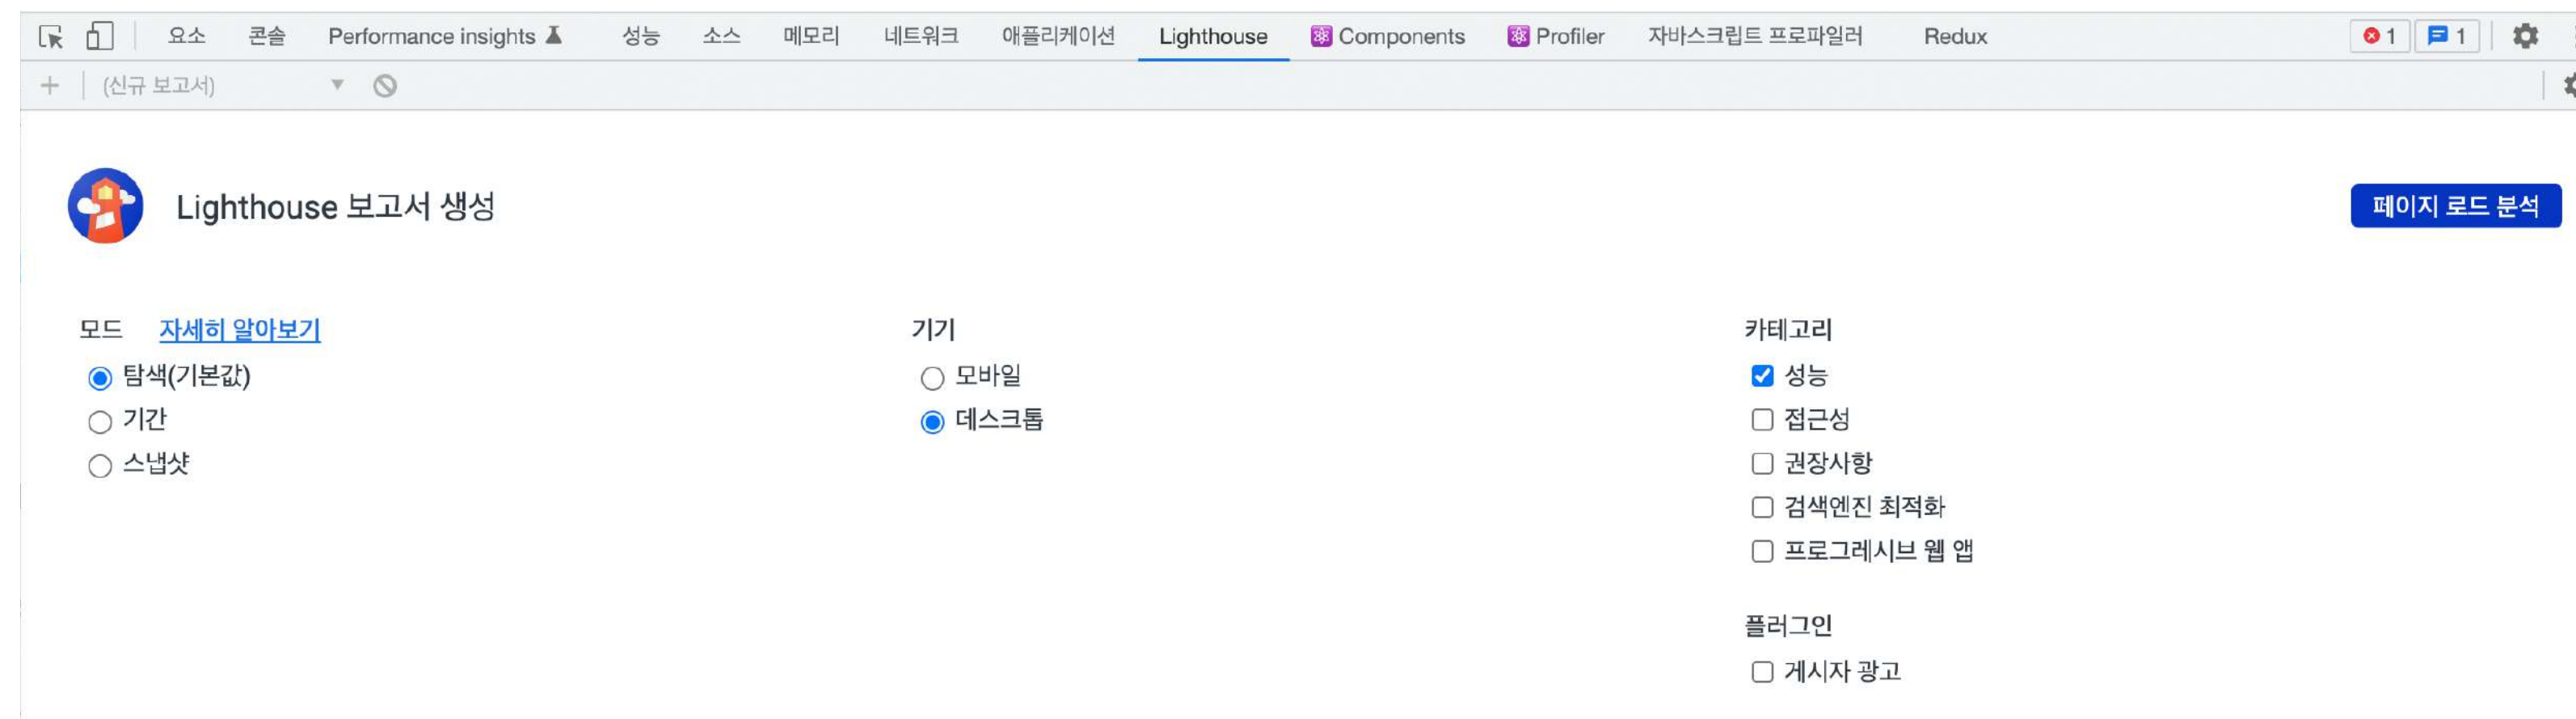 요소 콘솔 Performance insights 성능 소스 메모리 네트워크 애플리케이션 Lighthouse Components Profiler 자바스크립트 프로파일러 Redux 1 1
+ (신규 보고서)
Lighthouse 보고서 생성 페이지 로드 분석
모드 자세히 알아보기 기기 카테고리
탐색(기본값) 모바일 성능
기간 데스크톱 접근성
스냅샷 권장사항
검색엔진 최적화
프로그레시브 웹 앱
플러그인
게시자 광고